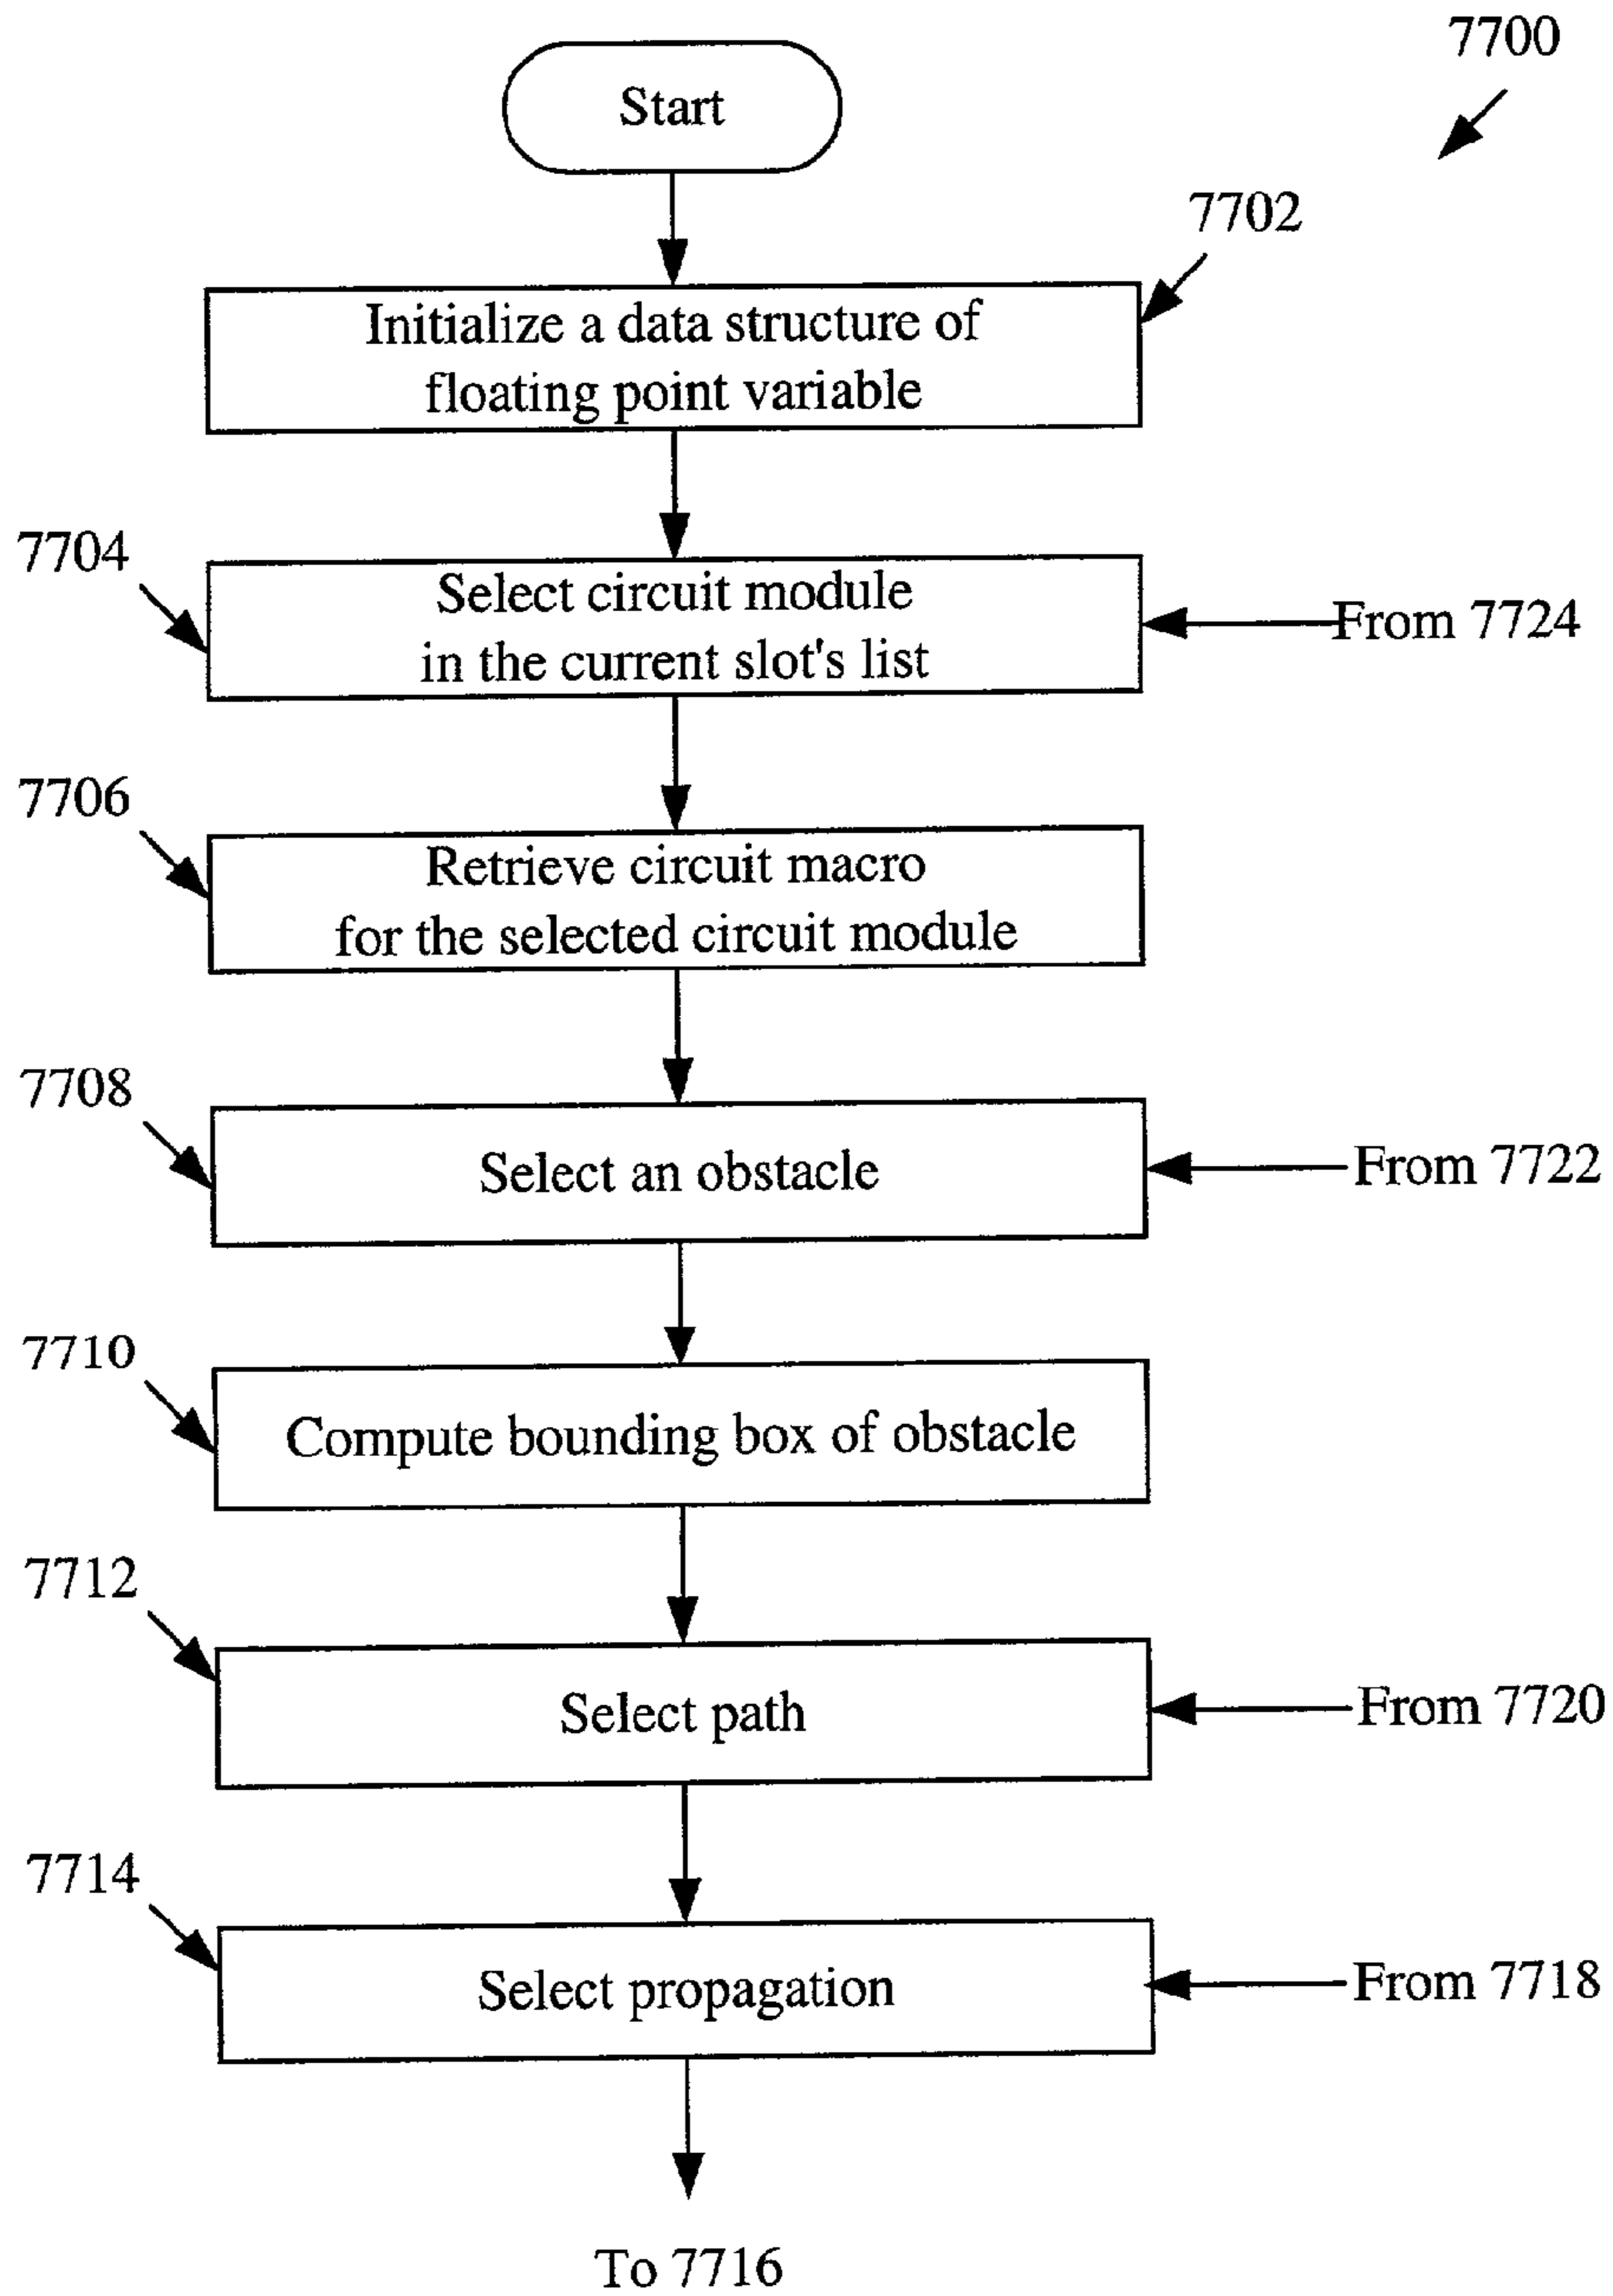 7700
Start
7702
Initialize a data structure of
floating point variable
7704
Select circuit module
in the current slot's list
From 7724
7706
Retrieve circuit macro
for the selected circuit module
7708
Select an obstacle
From 7722
7710
Compute bounding box of obstacle
7712
Select path
From 7720
7714
Select propagation
From 7718
To 7716